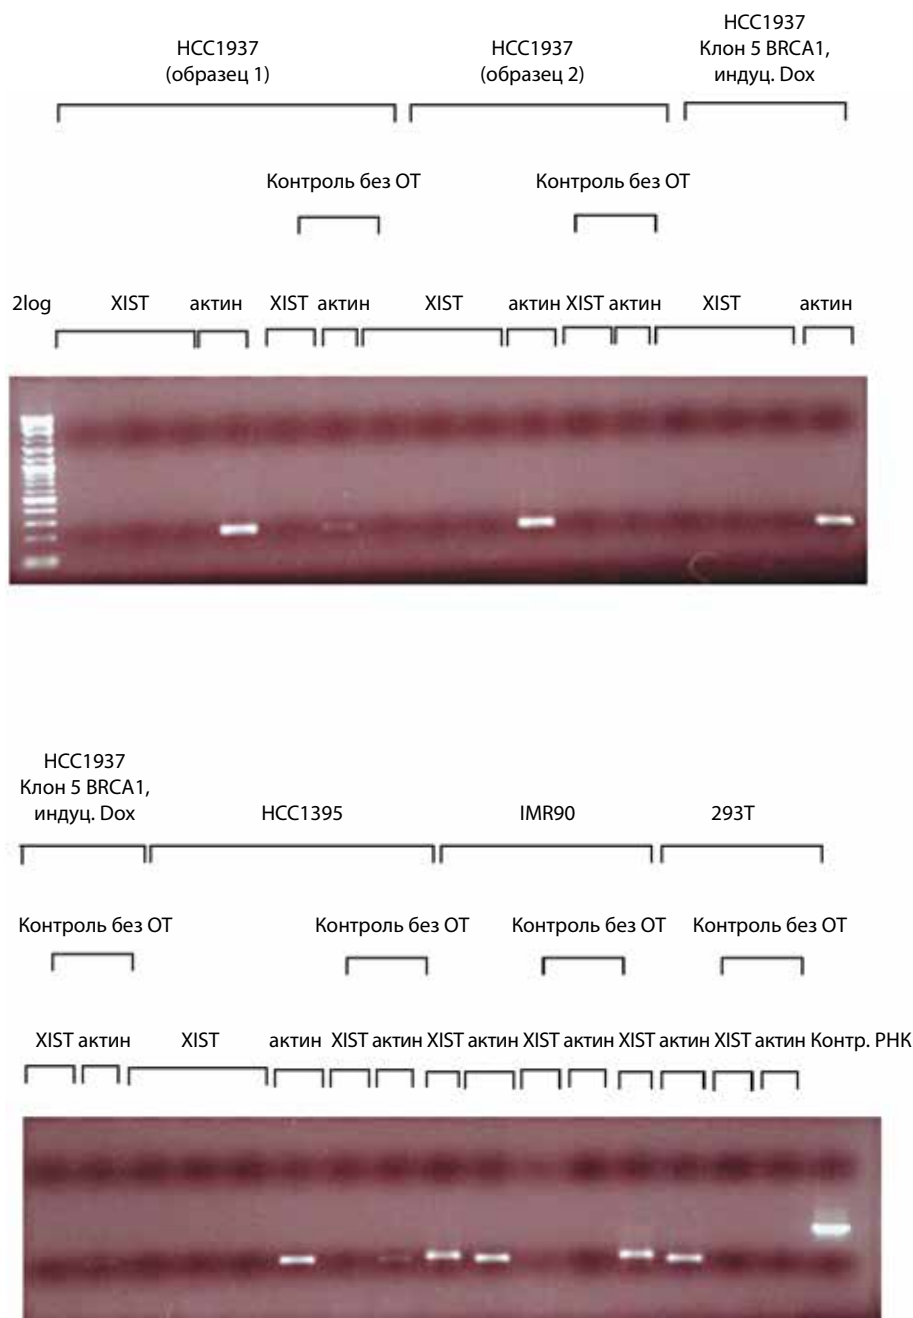 HCC1937
(образец 1)
HCC1937
(образец 2)
HCC1937
Клон 5 BRCA1,
индуц. Dox
Контроль без ОТ
Контроль без ОТ
2log XIST актин XIST актин XIST актин XIST актин XIST актин
HCC1937
Клон 5 BRCA1,
индуц. Dox
HCC1395
IMR90
293T
Контроль без ОТ
Контроль без ОТ
Контроль без ОТ
Контроль без ОТ
XIST актин XIST актин XIST актин XIST актин XIST актин XIST актин XIST актин Контр. РНК